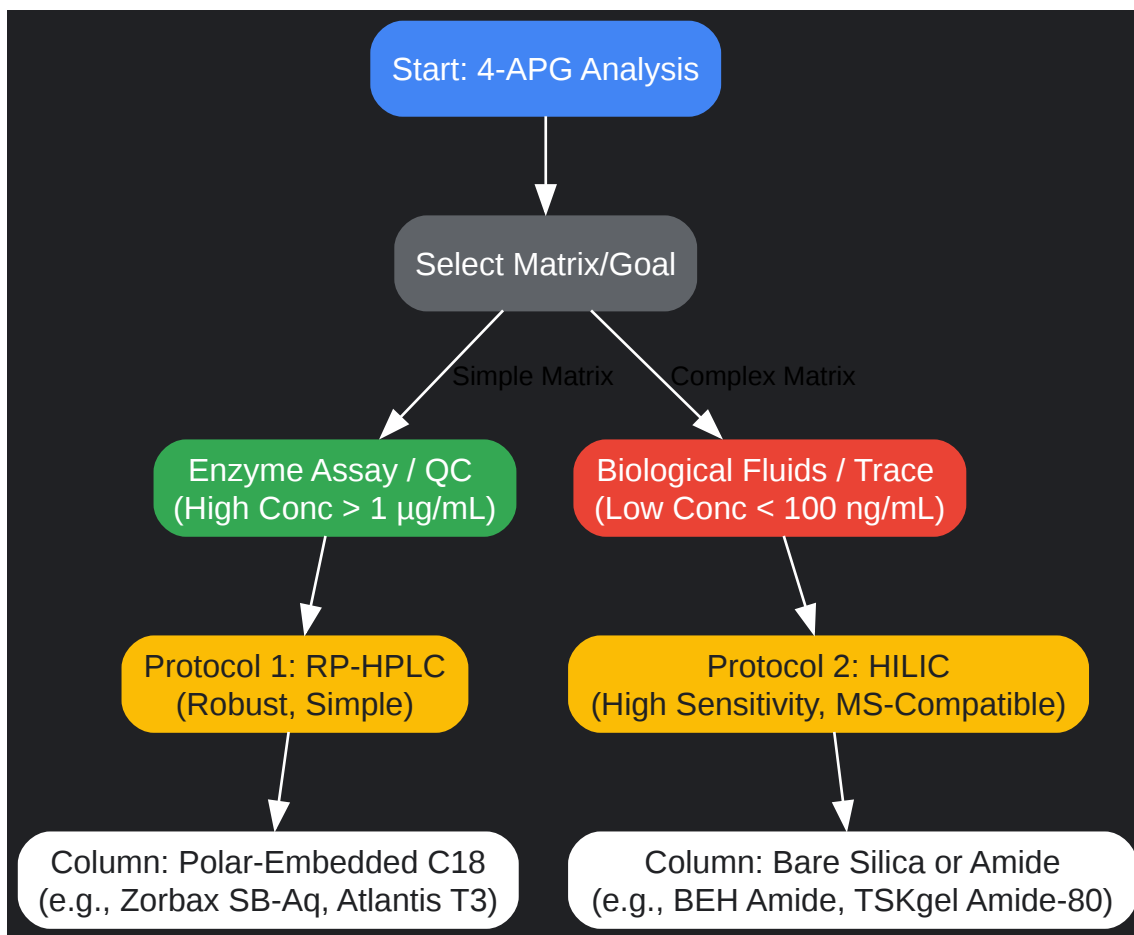 Start: 4-APG Analysis
Select Matrix/Goal
Simple Matrix
Complex Matrix
Enzyme Assay / QC
(High Conc > 1 µg/mL)
Biological Fluids / Trace
(Low Conc < 100 ng/mL)
Protocol 1: RP-HPLC
(Robust, Simple)
Protocol 2: HILIC
(High Sensitivity, MS-Compatible)
Column: Polar-Embedded C18
(e.g., Zorbax SB-Aq, Atlantis T3)
Column: Bare Silica or Amide
(e.g., BEH Amide, TSKgel Amide-80)